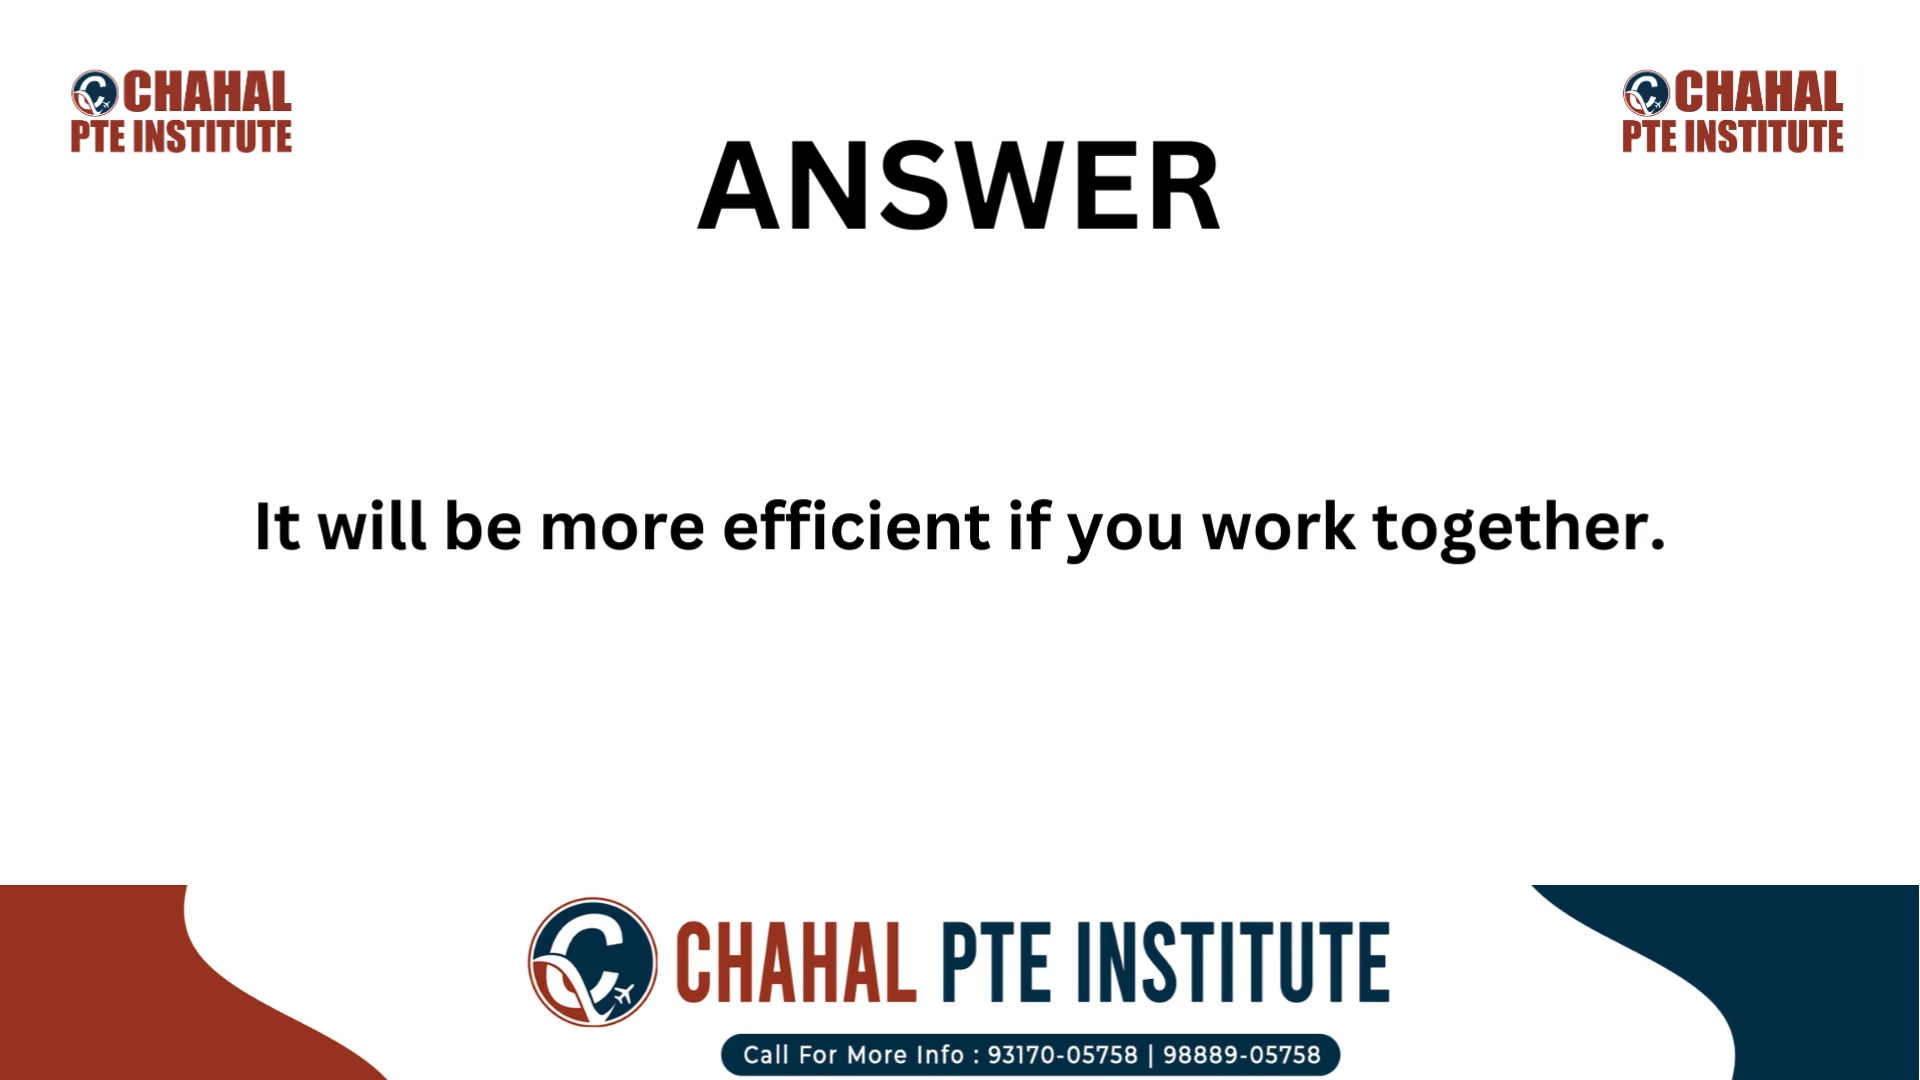 CHAHAL
PTE INSTITUTE
CHAHAL
PTE INSTITUTE
ANSWER
It will be more efficient if you work together.
CHAHAL PTE INSTITUTE
Call For More Info : 93170-05758 | 98889-05758